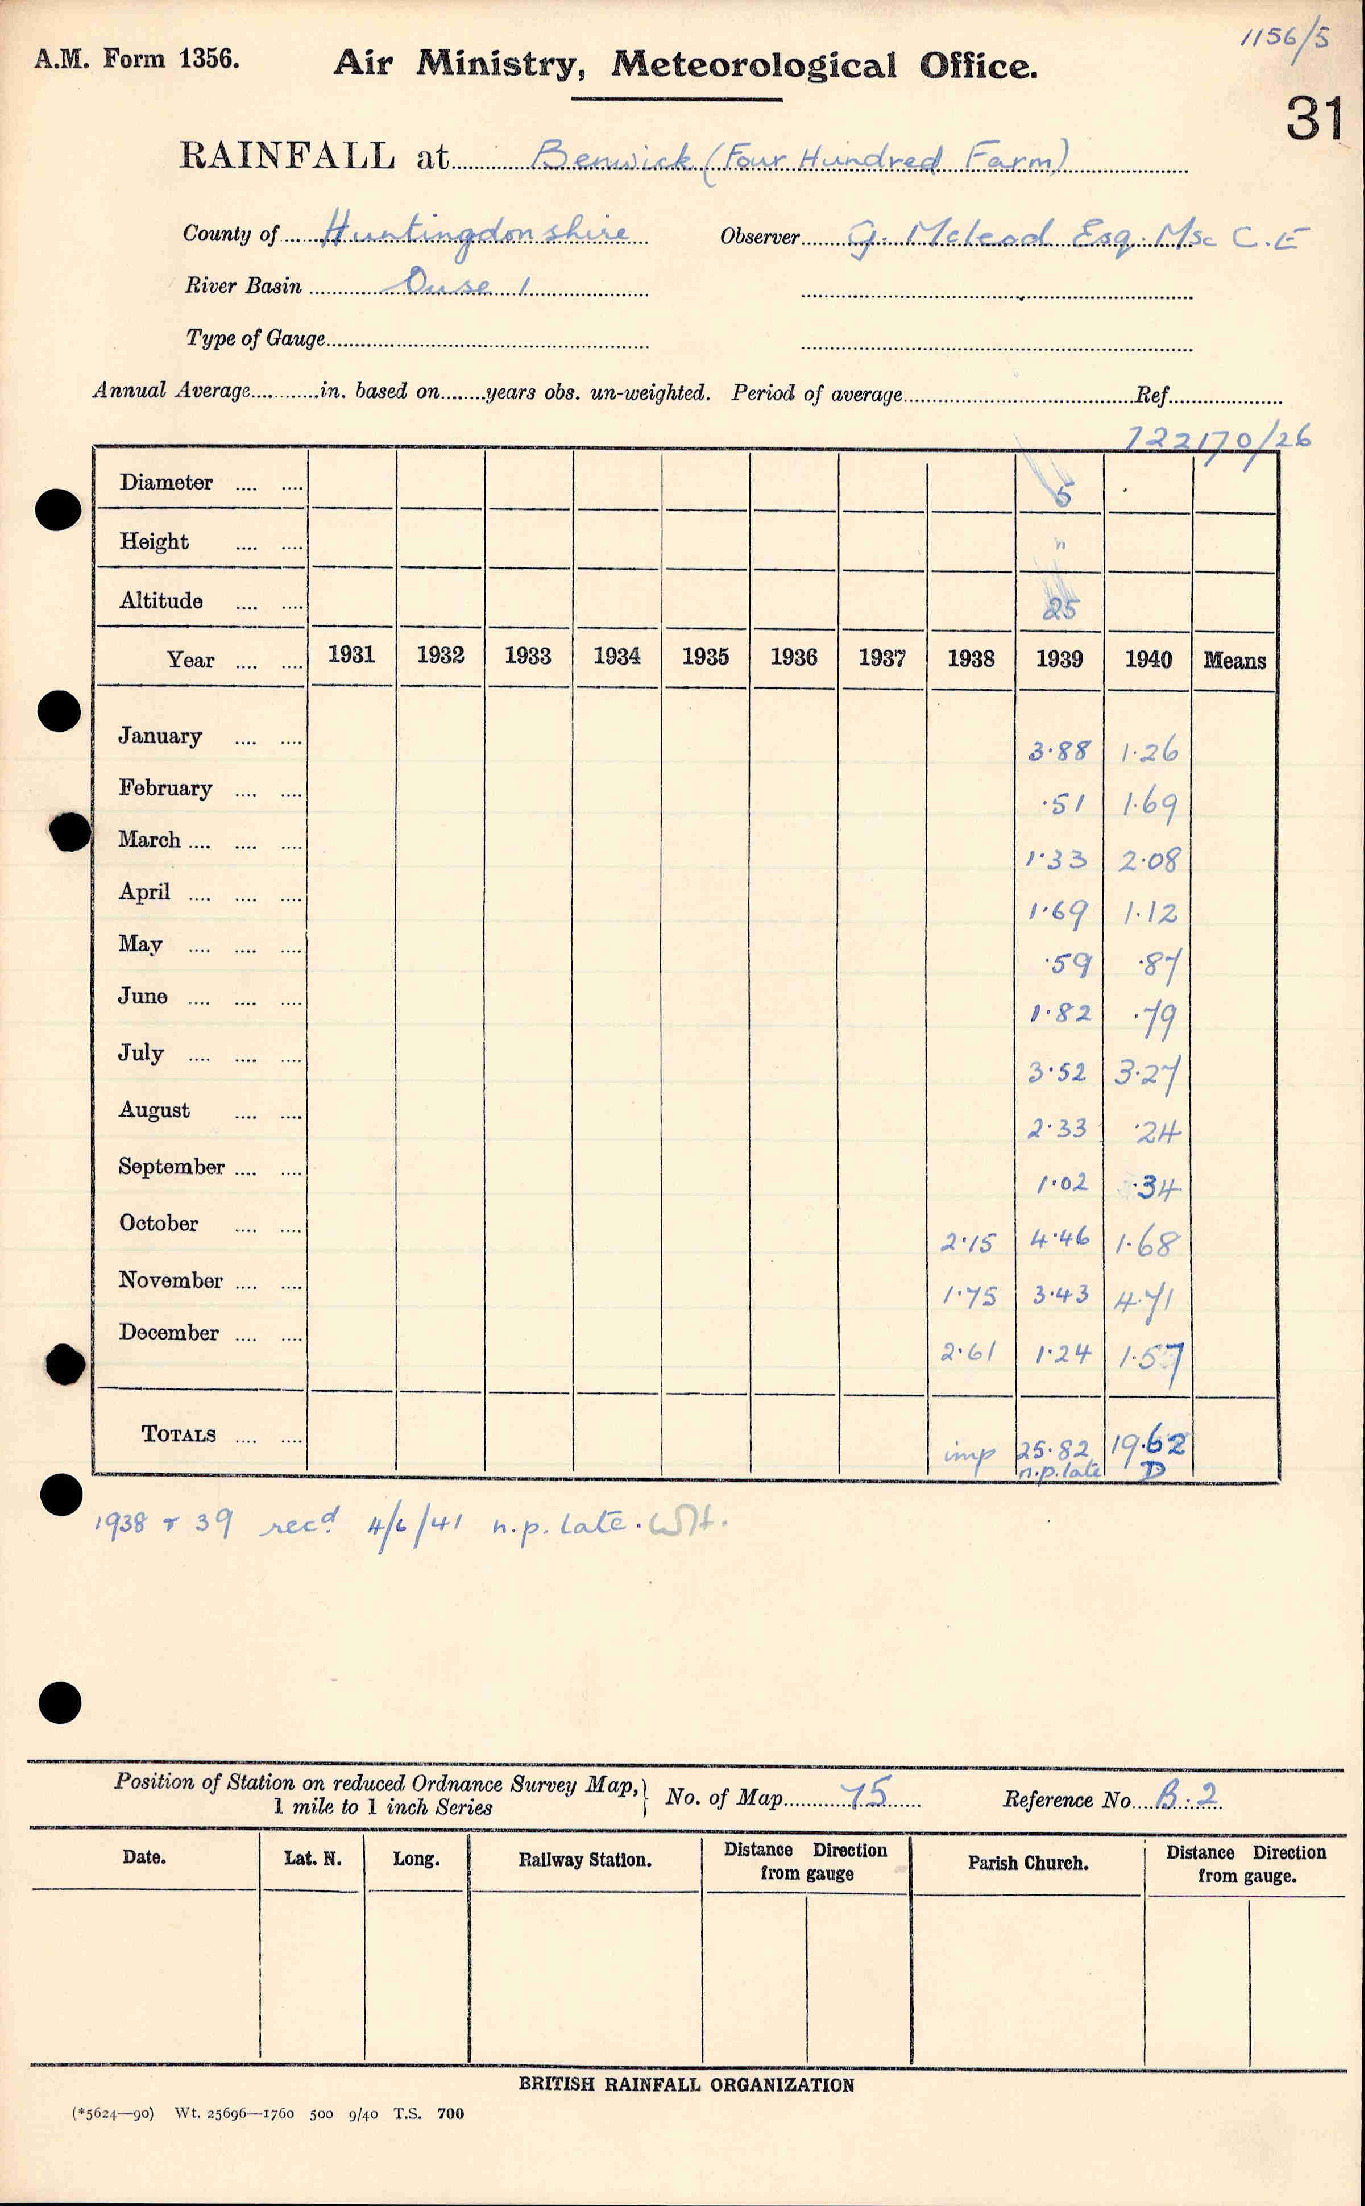 1156/5
A.M. Form 1356. Air Ministry, Meteorological Office.
31
RAINFALL at Benwick (Four Hundred Farm)
County of Huntingdonshire Observer G. Mcleod Esq. Msc C.E
River Basin Ouse 1
Type of Gauge
Annual Average in. based on years obs. un-weighted. Period of average Ref
722170/26
Diameter 5
Height "
Altitude 25
Year 1931 1932 1933 1934 1935 1936 1937 1938 1939 1940 Means
January 3.88 1.26
February .51 1.69
March 1.33 2.08
April 1.69 1.12
May .59 .87
June 1.82 .79
July 3.52 3.27
August 2.33 .24
September 1.02 .34
October 2.15 4.46 1.68
November 1.75 3.43 4.71
December 2.61 1.24 1.57
TOTALS imp 25.82 19.62
n.p.late D
1938 & 39 recd 4/6/41 n.p. late.
Position of Station on reduced Ordnance Survey Map, No. of Map 75 Reference No. B.2
1 mile to 1 inch Series
Date. Lat. N. Long. Railway Station. Distance Direction from gauge Parish Church. Distance Direction from gauge.
BRITISH RAINFALL ORGANIZATION
(*5624—90) Wt. 25696—1760 500 9/40 T.S. 700